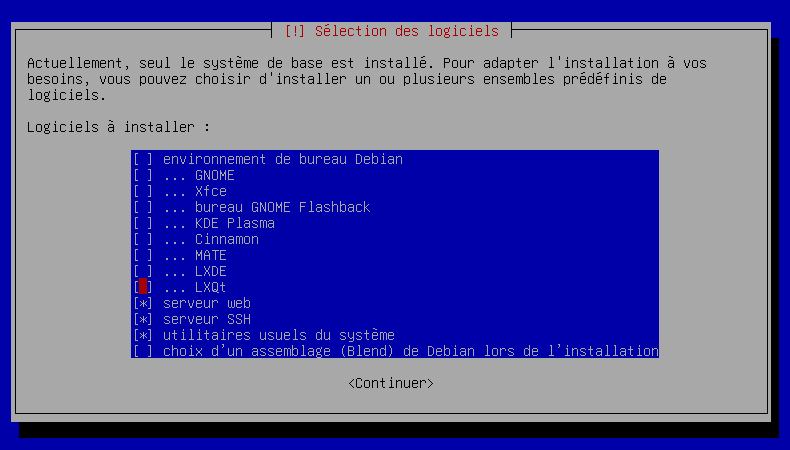 [!] Sélection des logiciels
Actuellement, seul le système de base est installé. Pour adapter l'installation à vos
besoins, vous pouvez choisir d'installer un ou plusieurs ensembles prédéfinis de
logiciels.
Logiciels à installer :
[ ] environnement de bureau Debian
[ ] ... GNOME
[ ] ... Xfce
[ ] ... bureau GNOME Flashback
[ ] ... KDE Plasma
[ ] ... Cinnamon
[ ] ... MATE
[ ] ... LXDE
[ ] ... LXQt
[*] serveur web
[*] serveur SSH
[*] utilitaires usuels du système
[ ] choix d’un assemblage (Blend) de Debian lors de l’installation
<Continuer>